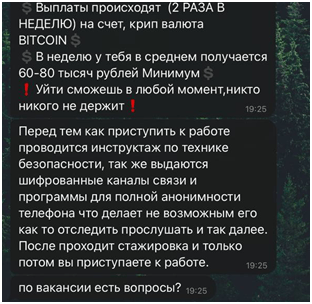 💲Выплаты происходят (2 РАЗА В
НЕДЕЛЮ) на счет, крип валюта
BITCOIN💲
💲В неделю у тебя в среднем получается
60-80 тысяч рублей Минимум💲
❗Уйти сможешь в любой момент,никто
никого не держит❗
19:25
Перед тем как приступить к работе
проводится инструктаж по технике
безопасности, так же выдаются
шифрованные каналы связи и
программы для полной анонимности
телефона что делает не возможным его
как то отследить прослушать и так далее.
После проходит стажировка и только
потом вы приступаете к работе.
19:25
по вакансии есть вопросы? 19:25